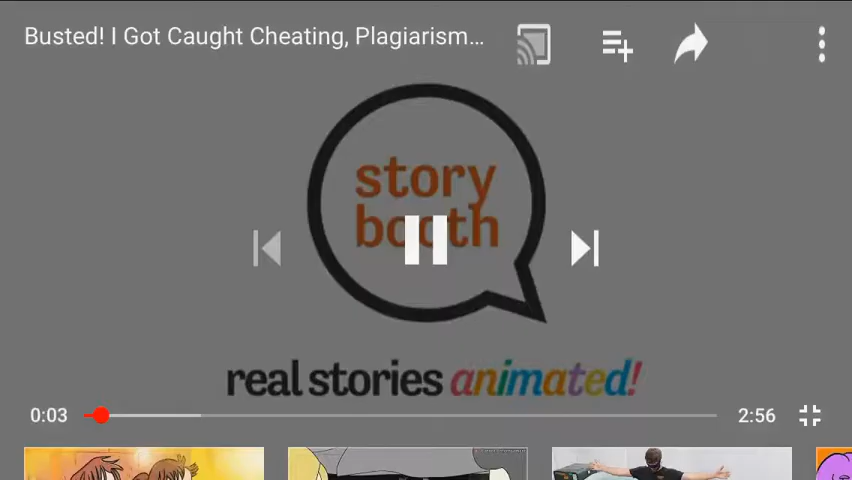 Busted! I Got Caught Cheating, Plagiarism...
story
booth
real stories animated!
0:03
2:56